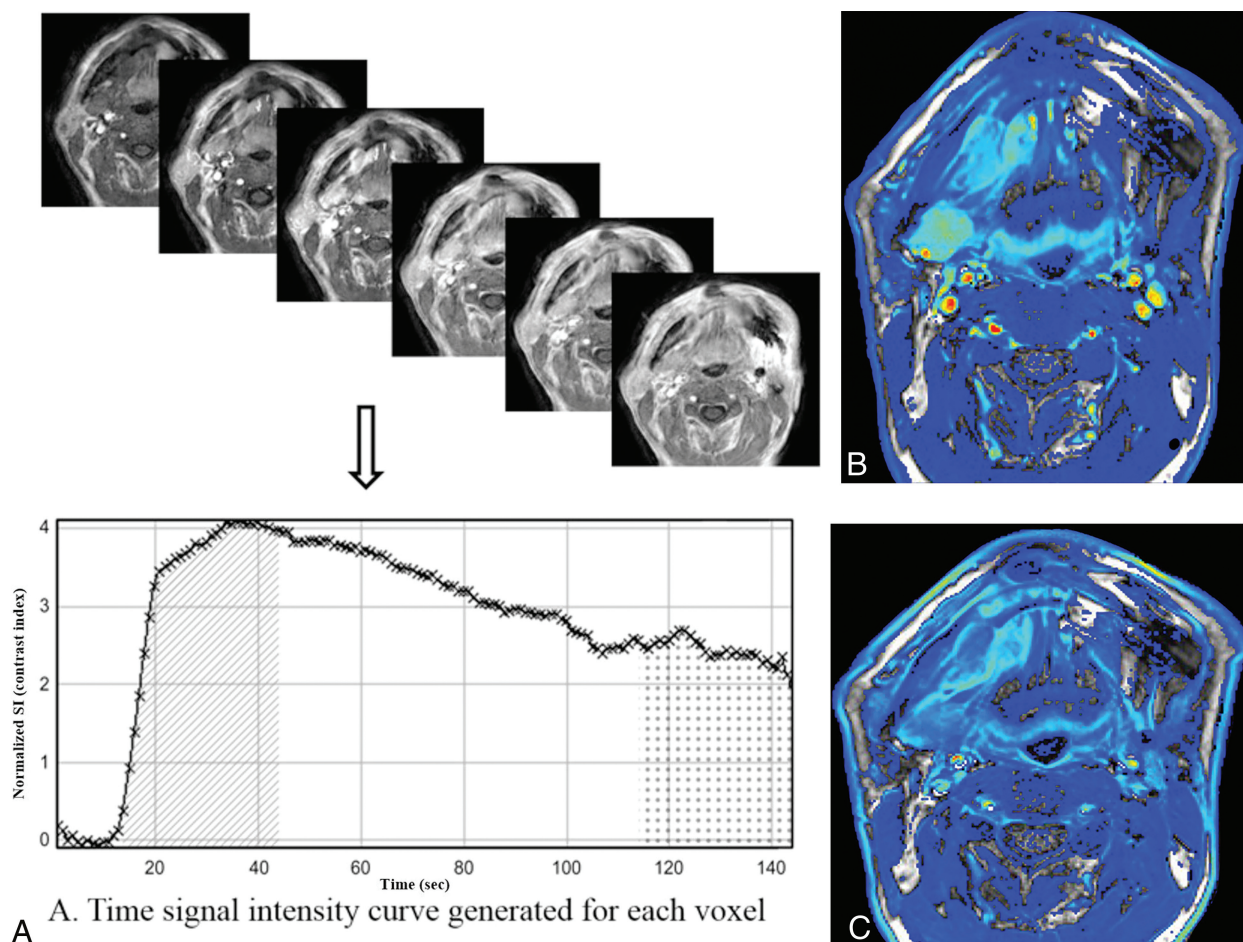 B
4
3
2
1
0
Normalized SI (contrast index)
20 40 60 80 100 120 140
Time (sec)
A. Time signal intensity curve generated for each voxel
A
C